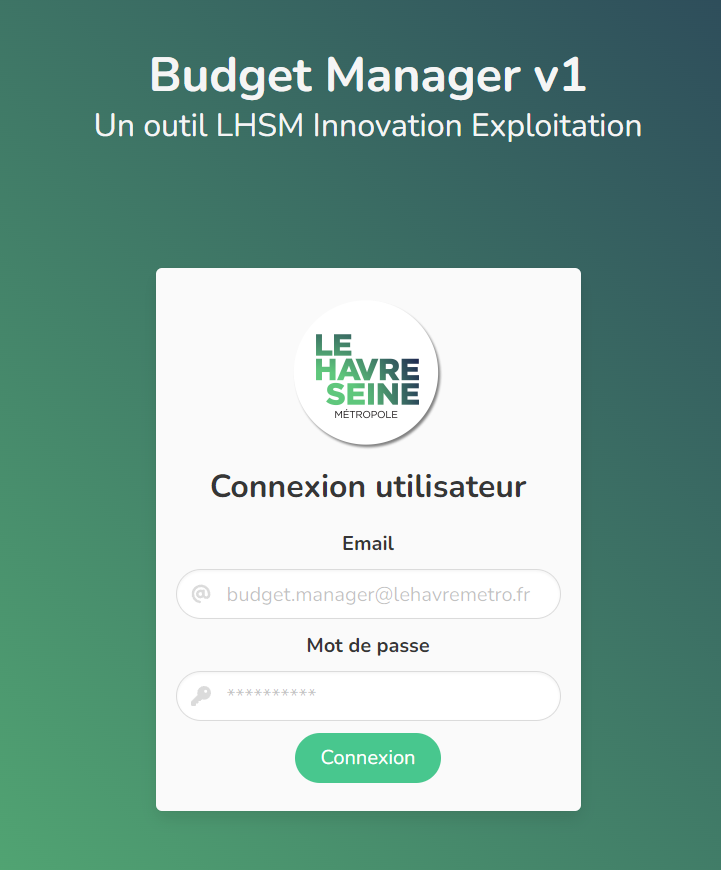 Budget Manager v1
Un outil LHSM Innovation Exploitation
LE
HAVRE
SEINE
MÉTROPOLE
Connexion utilisateur
Email
@ budget.manager@lehavremetro.fr
Mot de passe
**********
Connexion